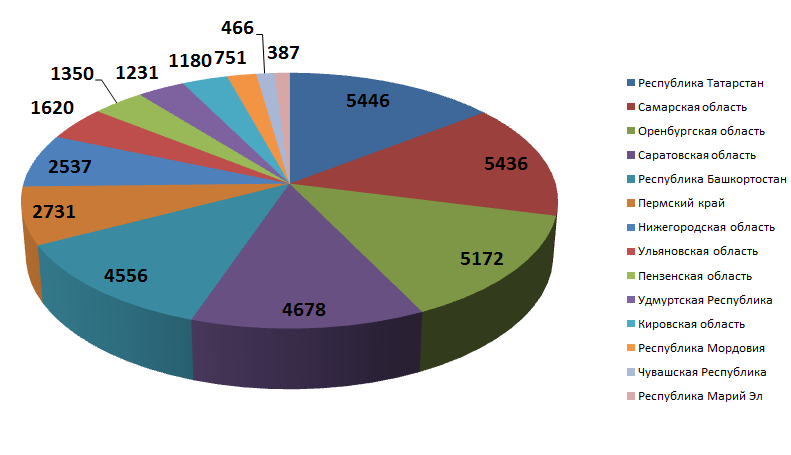 466
387
1180
751
1231
1350
1620
5446
5436
2537
2731
5172
4556
4678
Республика Татарстан
Самарская область
Оренбургская область
Саратовская область
Республика Башкортостан
Пермский край
Нижегородская область
Ульяновская область
Пензенская область
Удмуртская Республика
Кировская область
Республика Мордовия
Чувашская Республика
Республика Марий Эл